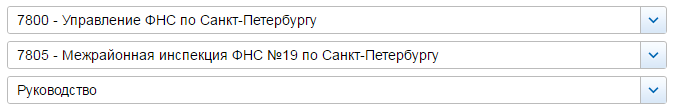 7800 - Управление ФНС по Санкт-Петербургу
7805 - Межрайонная инспекция ФНС №19 по Санкт-Петербургу
Руководство